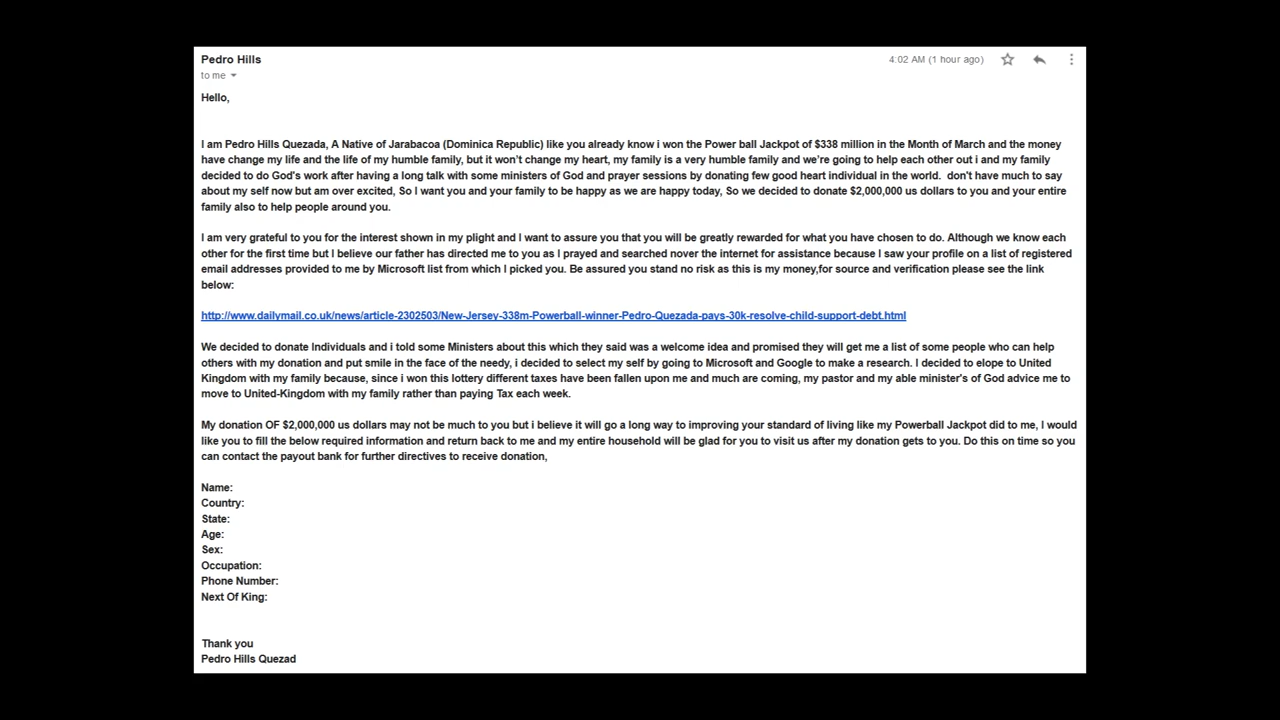 Pedro Hills
4:02 AM (1 hour ago)
to me
Hello,
I am Pedro Hills Quezada, A Native of Jarabacoa (Dominica Republic) like you already know i won the Power ball Jackpot of $338 million in the Month of March and the money
have change my life and the life of my humble family, but it won't change my heart, my family is a very humble family and we're going to help each other out i and my family
decided to do God's work after having a long talk with some ministers of God and prayer sessions by donating few good heart individual in the world. don't have much to say
about my self now but am over excited, So I want you and your family to be happy as we are happy today, So we decided to donate $2,000,000 us dollars to you and your entire
family also to help people around you.
I am very grateful to you for the interest shown in my plight and I want to assure you that you will be greatly rewarded for what you have chosen to do. Although we know each
other for the first time but I believe our father has directed me to you as I prayed and searched nover the internet for assistance because I saw your profile on a list of registered
email addresses provided to me by Microsoft list from which I picked you. Be assured you stand no risk as this is my money,for source and verification please see the link
below:
http://www.dailymail.co.uk/news/article-2302503/New-Jersey-338m-Powerball-winner-Pedro-Quezada-pays-30k-resolve-child-support-debt.html
We decided to donate Individuals and i told some Ministers about this which they said was a welcome idea and promised they will get me a list of some people who can help
others with my donation and put smile in the face of the needy, i decided to select my self by going to Microsoft and Google to make a research. I decided to elope to United
Kingdom with my family because, since i won this lottery different taxes have been fallen upon me and much are coming, my pastor and my able minister's of God advice me to
move to United-Kingdom with my family rather than paying Tax each week.
My donation OF $2,000,000 us dollars may not be much to you but i believe it will go a long way to improving your standard of living like my Powerball Jackpot did to me, I would
like you to fill the below required information and return back to me and my entire household will be glad for you to visit us after my donation gets to you. Do this on time so you
can contact the payout bank for further directives to receive donation,
Name:
Country:
State:
Age:
Sex:
Occupation:
Phone Number:
Next Of King:
Thank you
Pedro Hills Quezad